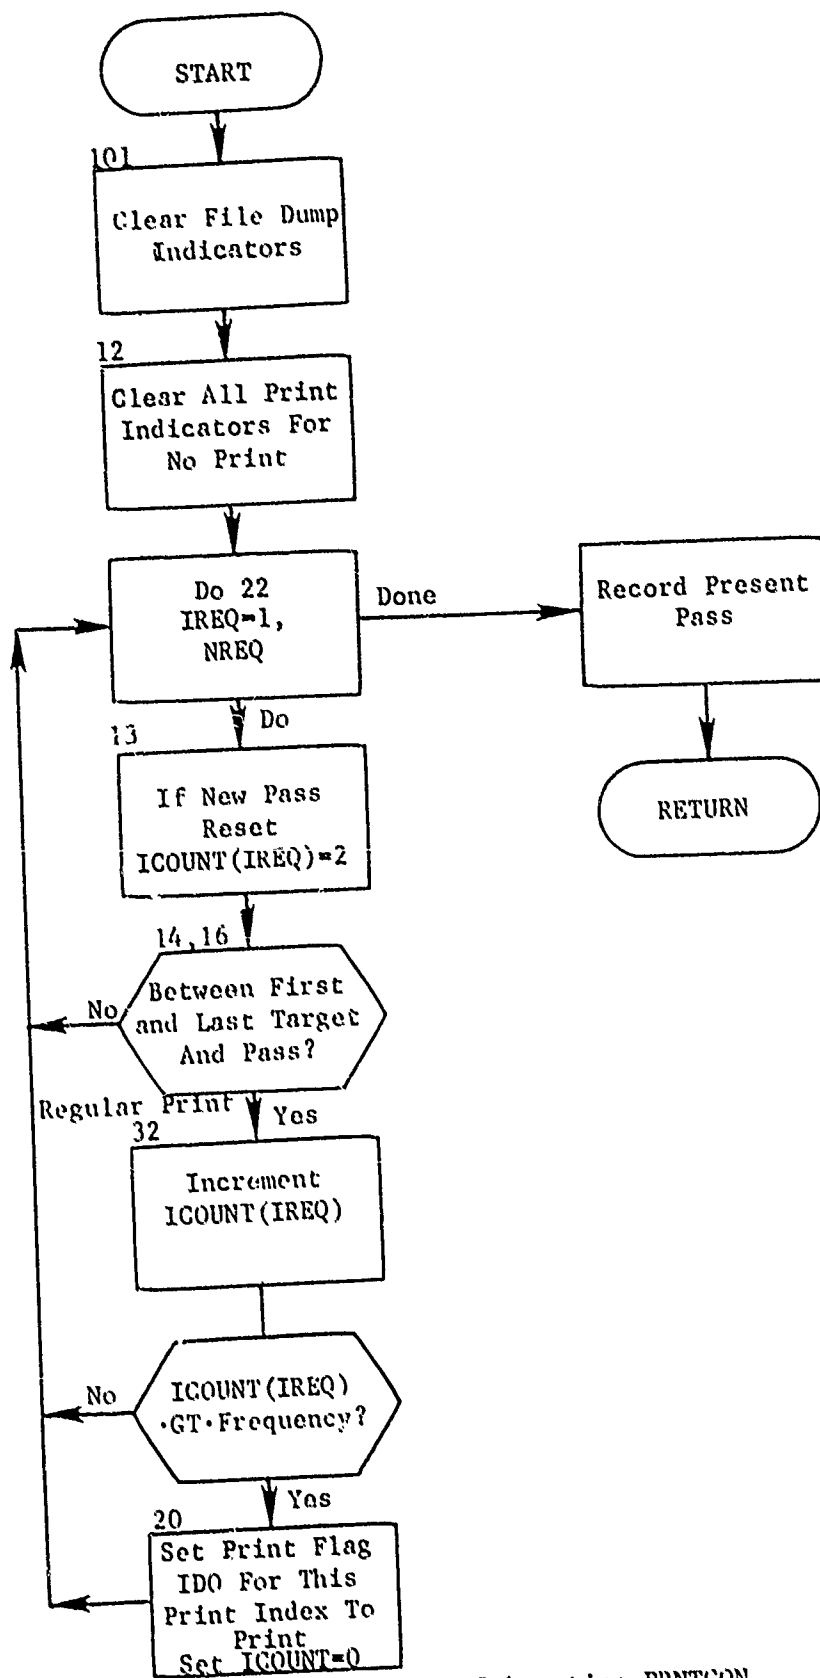 START
101
Clear File Dump
Indicators
12
Clear All Print
Indicators For
No Print
Do 22
IREQ=1,
NREQ
Done
Record Present
Pass
RETURN
Do
13
If New Pass
Reset
ICOUNT(IREQ)=2
14,16
Between First
and Last Target
And Pass?
No
Regular Print
Yes
32
Increment
ICOUNT(IREQ)
ICOUNT(IREQ)
.GT.Frequency?
No
Yes
20
Set Print Flag
IDO For This
Print Index To
Print
Set ICOUNT=0
PRNTCON